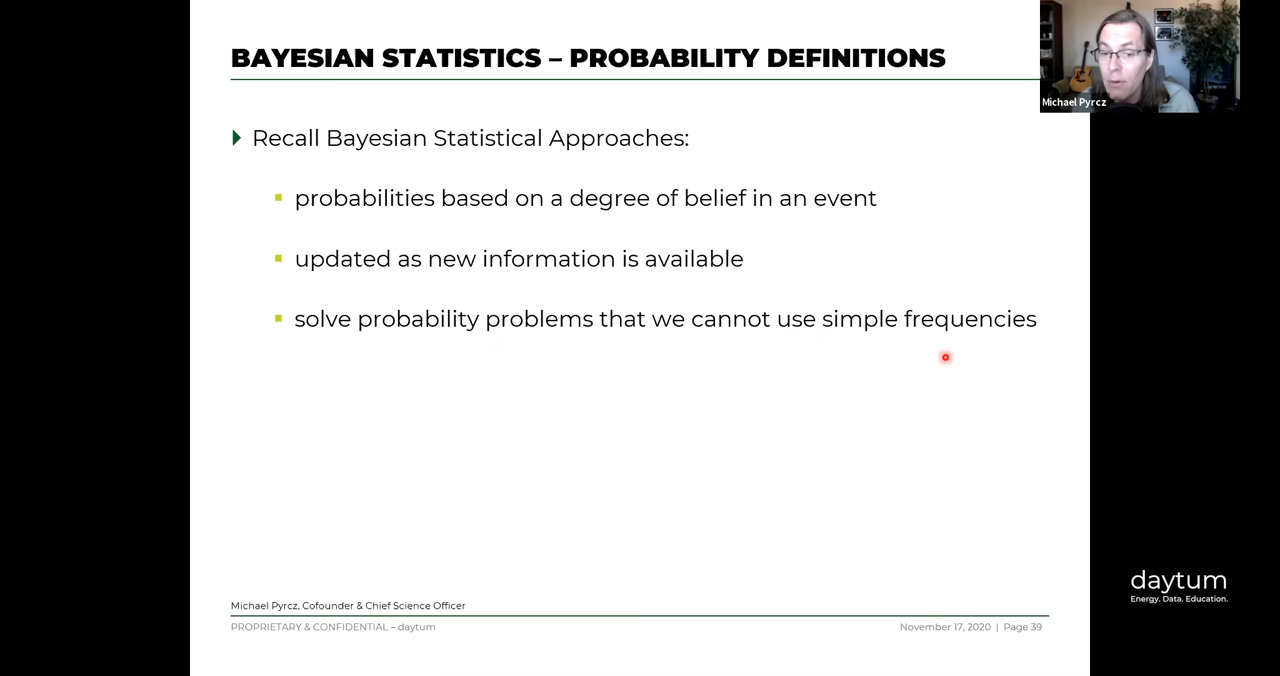 BAYESIAN STATISTICS – PROBABILITY DEFINITIONS
Michael Pyrcz
Recall Bayesian Statistical Approaches:
probabilities based on a degree of belief in an event
updated as new information is available
solve probability problems that we cannot use simple frequencies
daytum
Energy. Data. Education.
Michael Pyrcz, Cofounder & Chief Science Officer
PROPRIETARY & CONFIDENTIAL – daytum
November 17, 2020 | Page 39